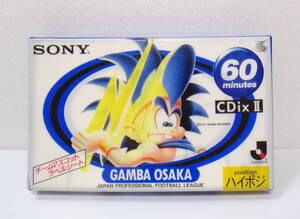 SONY
60
minutes
CDix II
チームマスコット
ラベルシート
GAMBA OSAKA
JAPAN PROFESSIONAL FOOTBALL LEAGUE
position
ハイポジ